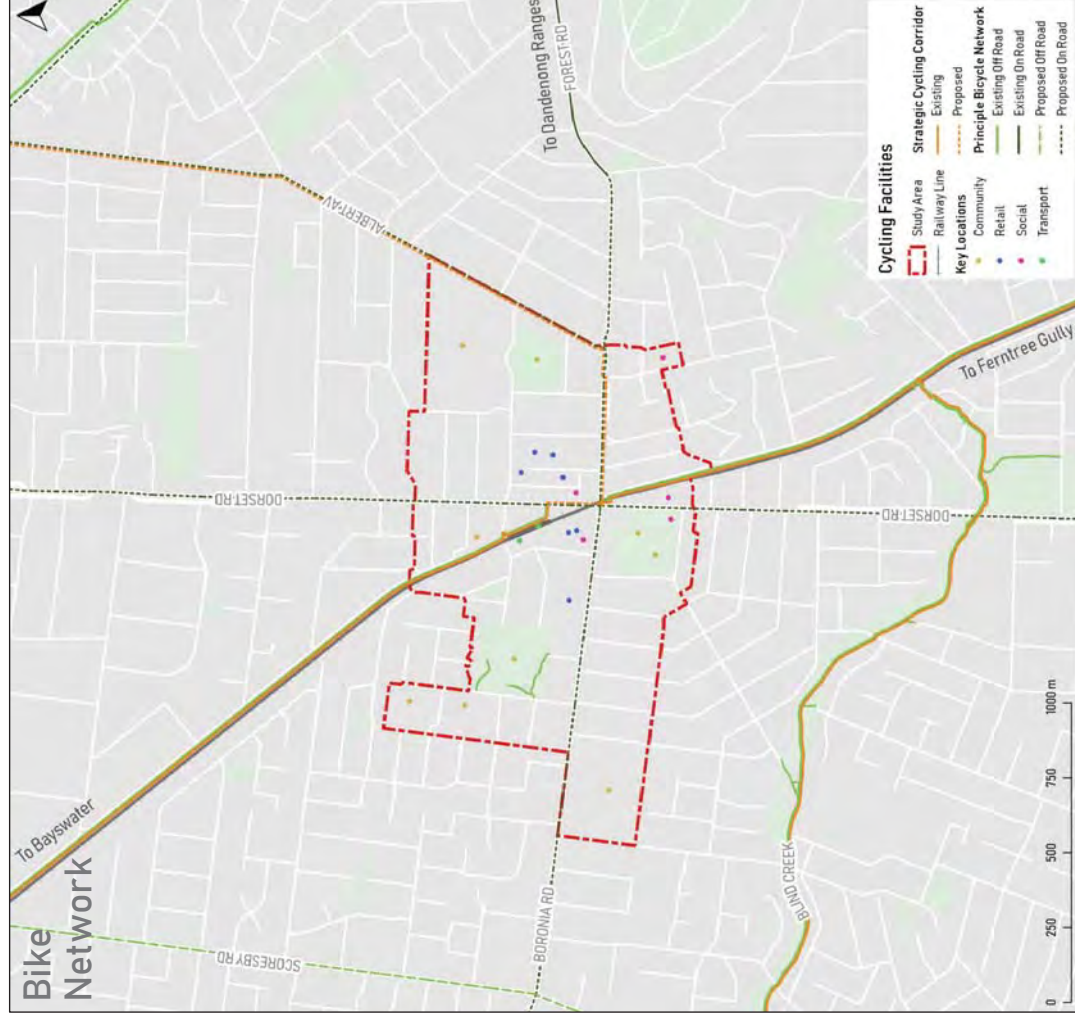 Bike
Network
To Bayswater
SCORESBY RD
BORONIA RD
BLIND CREEK
DORSET RD
DORSET RD
ALBERT AV
To Dandenong Ranges
FOREST RD
To Ferntree Gully
0 250 500 750 1000 m
Cycling Facilities
Study Area
Railway Line
Key Locations
Community
Retail
Social
Transport
Strategic Cycling Corridor
Existing
Proposed
Principle Bicycle Network
Existing Off Road
Existing On Road
Proposed Off Road
Proposed On Road